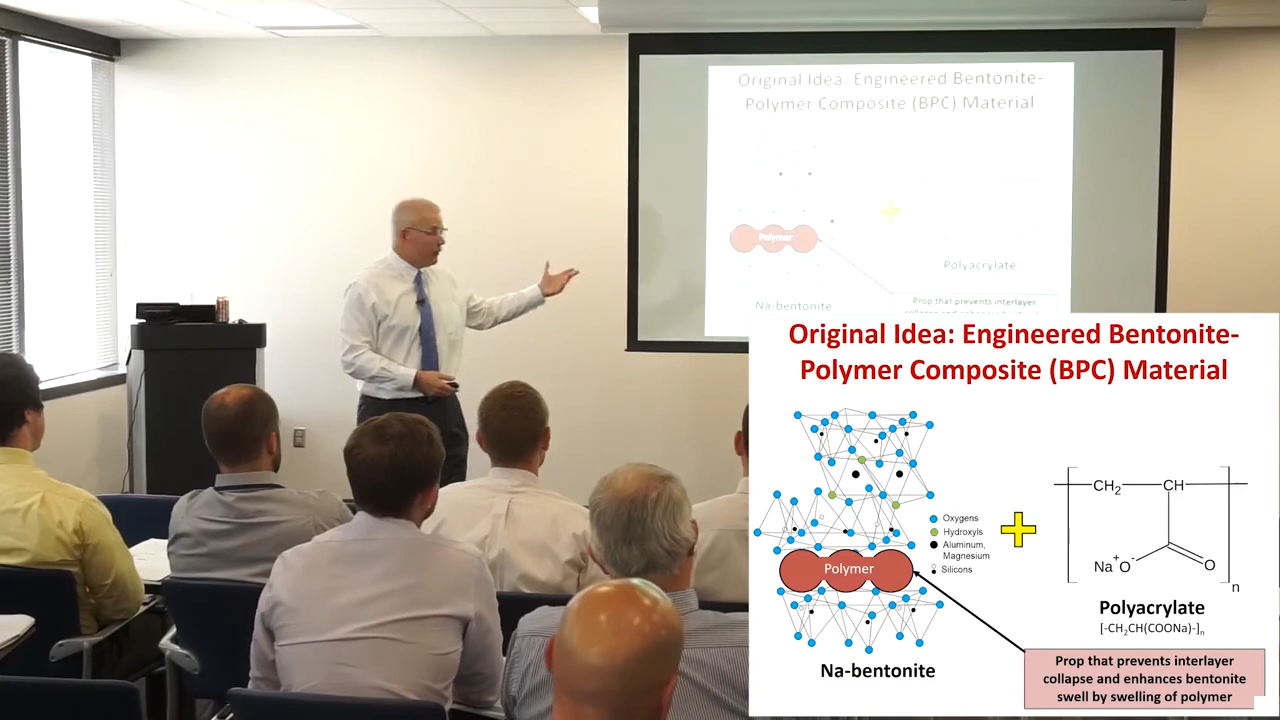 Original Idea: Engineered Bentonite-
Polymer Composite (BPC) Material
Polymer
Polyacrylate
Na-bentonite
Prop that prevents interlayer
Original Idea: Engineered Bentonite-
Polymer Composite (BPC) Material
Oxygens
Hydroxyls
Aluminum,
Magnesium
Silicons
Polymer
Na-bentonite
CH₂ CH
Na⁺ O⁻ O
n
Polyacrylate
[-CH₂CH(COONa)-]ₙ
Prop that prevents interlayer
collapse and enhances bentonite
swell by swelling of polymer